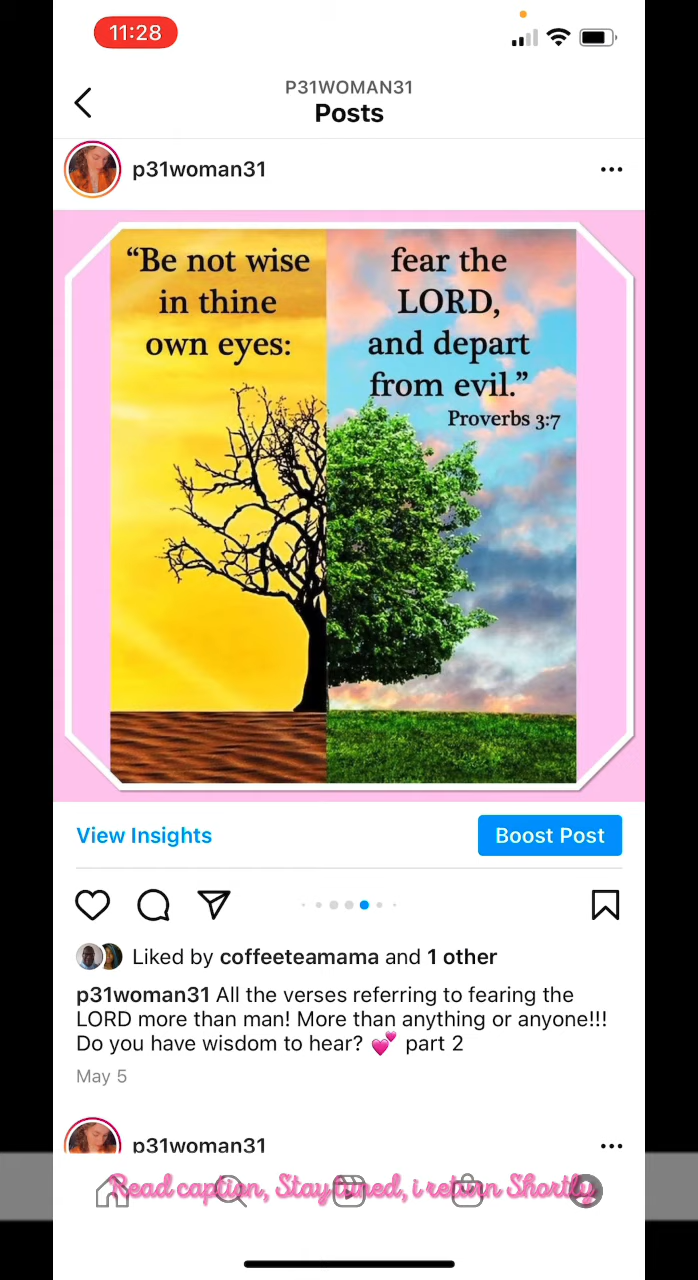 11:28
P31WOMAN31
Posts
p31woman31
“Be not wise
in thine
own eyes:
fear the
LORD,
and depart
from evil.”
Proverbs 3:7
View Insights
Boost Post
Liked by coffeeteamama and 1 other
p31woman31 All the verses referring to fearing the
LORD more than man! More than anything or anyone!!!
Do you have wisdom to hear? 💕 part 2
May 5
p31woman31
Read caption, Stay tuned, i return Shortly